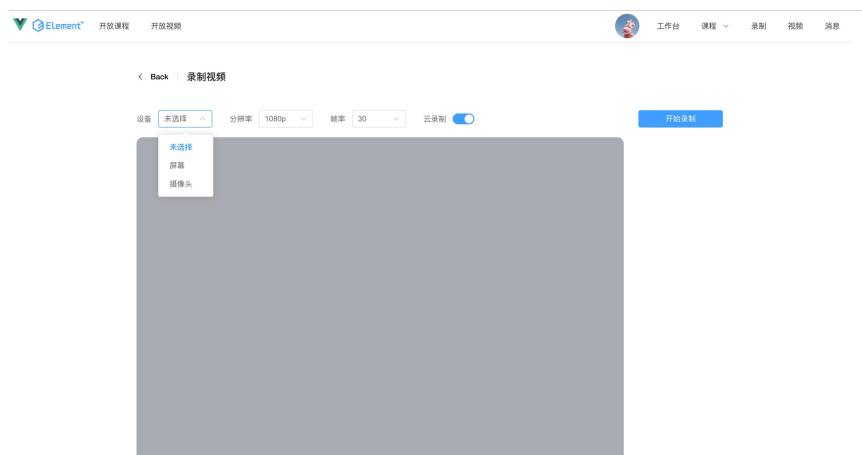 Element+ 开放课程 开放视频 工作台 课程 录制 视频 消息
Back 录制视频
设备 未选择 分辨率 1080p 帧率 30 云录制 开始录制
未选择
屏幕
摄像头